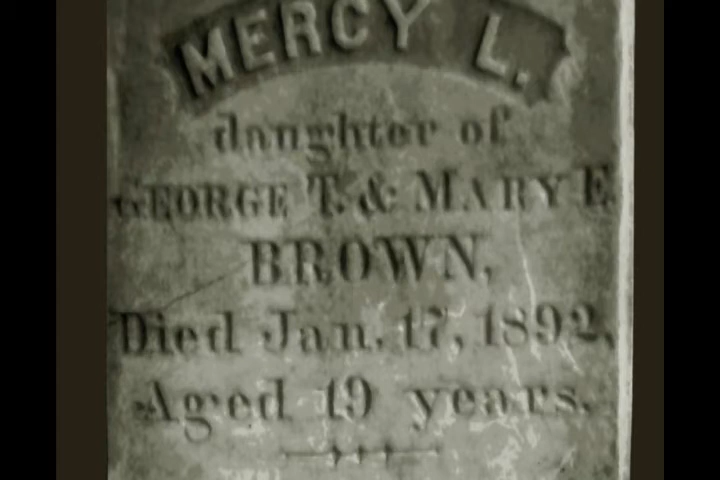 MERCY L.
daughter of
GEORGE T. & MARY E.
BROWN,
Died Jan. 17, 1892,
Aged 19 years.